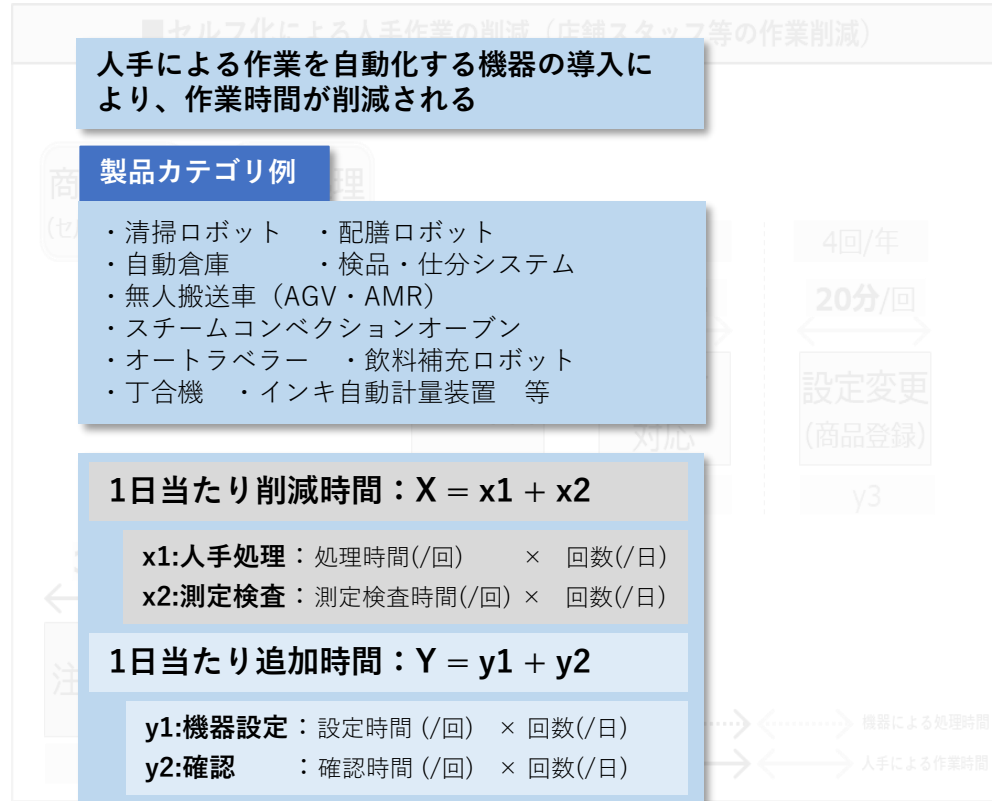 ■セルフ化による人手作業の削減（店舗スタッフ等の作業削減）
人手による作業を自動化する機器の導入に
より、作業時間が削減される
製品カテゴリ例
・清掃ロボット　・配膳ロボット
・自動倉庫　　　・検品・仕分システム
・無人搬送車（AGV・AMR）
・スチームコンベクションオーブン
・オートラベラー　・飲料補充ロボット
・丁合機　・インキ自動計量装置　等
商
理
(セル
4回/年
20分/回
設定変更
(商品登録)
対応
y3
1日当たり削減時間：X = x1 + x2
x1:人手処理：処理時間(/回)　　×　回数(/日)
x2:測定検査：測定検査時間(/回) ×　回数(/日)
1日当たり追加時間：Y = y1 + y2
注
y1:機器設定：設定時間 (/回)　× 回数(/日)
y2:確認　　：確認時間 (/回)　× 回数(/日)
機器による処理時間
人手による作業時間